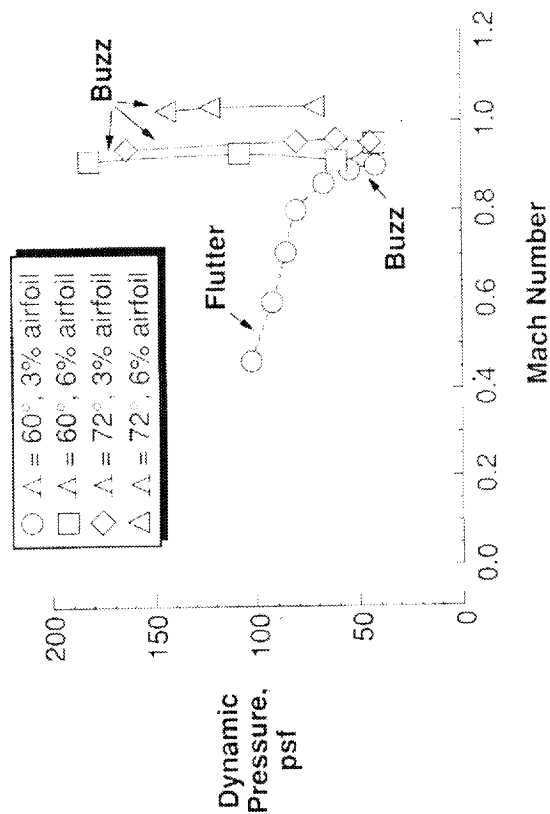 Λ = 60°, 3% airfoil
Λ = 60°, 6% airfoil
Λ = 72°, 3% airfoil
Λ = 72°, 6% airfoil
Buzz
Flutter
Buzz
Dynamic
Pressure,
psf
200
150
100
50
0
0.0
0.2
0.4
0.6
0.8
1.0
1.2
Mach Number